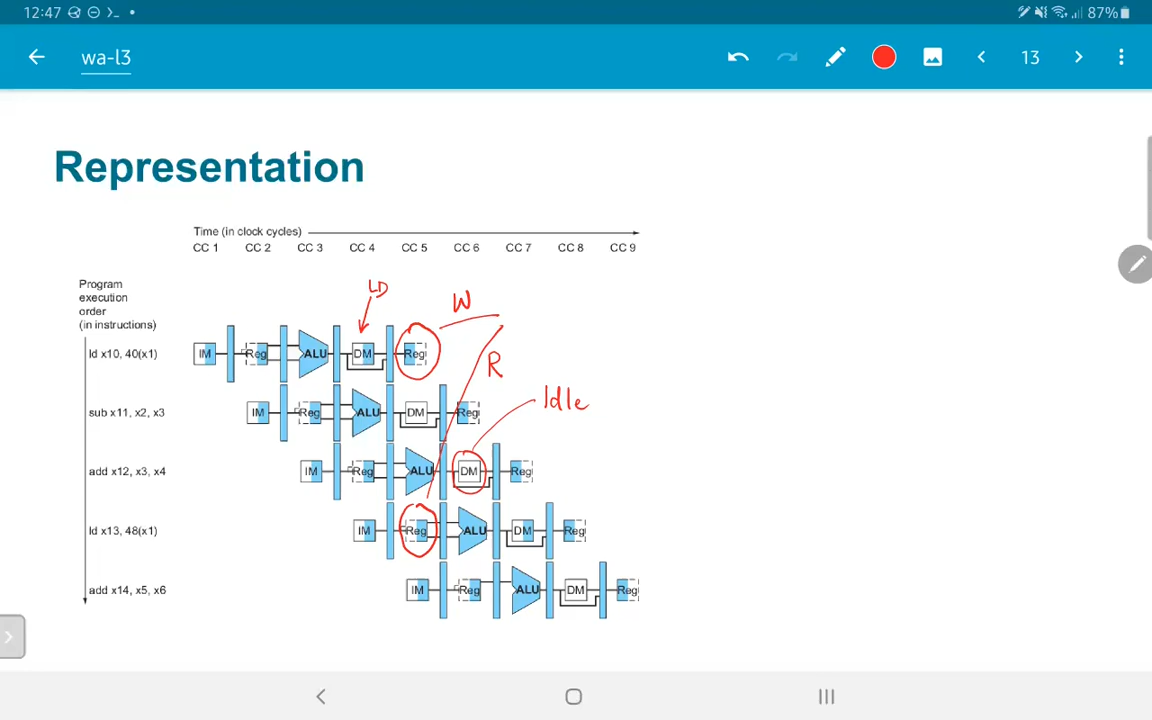 12:47
87%
wa-l3
13
Representation
Time (in clock cycles)
CC 1 CC 2 CC 3 CC 4 CC 5 CC 6 CC 7 CC 8 CC 9
Program
execution
order
(in instructions)
LD
W
ld x10, 40(x1) IM Reg ALU DM Reg
R
Idle
sub x11, x2, x3 IM Reg ALU DM Reg
add x12, x3, x4 IM Reg ALU DM Reg
ld x13, 48(x1) IM Reg ALU DM Reg
add x14, x5, x6 IM Reg ALU DM Reg